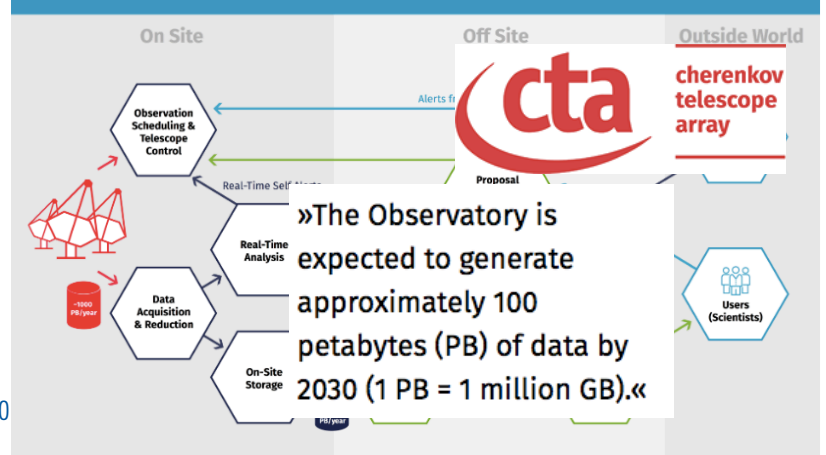 On Site
Off Site
Outside World
cta
cherenkov
telescope
array
Observation
Scheduling &
Telescope
Control
Alerts
Proposal
Real-Time Self Alerts
»The Observatory is
expected to generate
approximately 100
petabytes (PB) of data by
2030 (1 PB = 1 million GB).«
Real-Time
Analysis
~1000
PB/year
Data
Acquisition
& Reduction
Users
(Scientists)
On-Site
Storage
PB/year
0